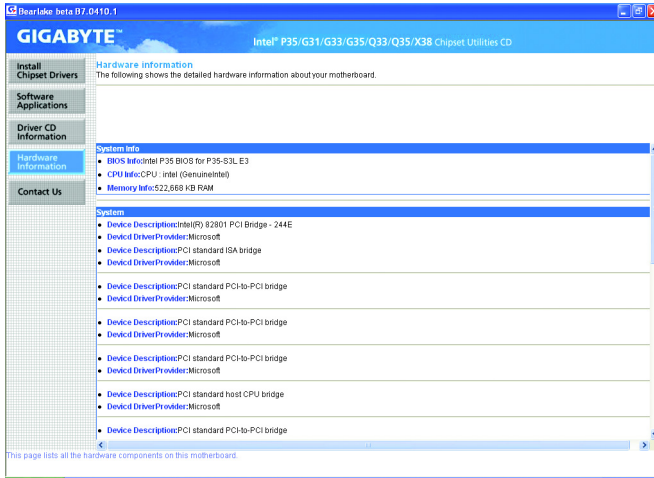 Bearlake beta B7.0410.1
GIGABYTE™
Intel® P35/G31/G33/G35/Q33/Q35/X38 Chipset Utilities CD
Install
Chipset Drivers
Software
Applications
Driver CD
Information
Hardware
Information
Contact Us
Hardware information
The following shows the detailed hardware information about your motherboard.
System Info
• BIOS Info:Intel P35 BIOS for P35-S3L E3
• CPU Info:CPU : intel (GenuineIntel)
• Memory Info:522,668 KB RAM
System
• Device Description:Intel(R) 82801 PCI Bridge - 244E
• Devicd DriverProvider:Microsoft
• Device Description:PCI standard ISA bridge
• Devicd DriverProvider:Microsoft
• Device Description:PCI standard PCI-to-PCI bridge
• Devicd DriverProvider:Microsoft
• Device Description:PCI standard PCI-to-PCI bridge
• Devicd DriverProvider:Microsoft
• Device Description:PCI standard PCI-to-PCI bridge
• Devicd DriverProvider:Microsoft
• Device Description:PCI standard host CPU bridge
• Devicd DriverProvider:Microsoft
• Device Description:PCI standard PCI-to-PCI bridge
This page lists all the hardware components on this motherboard.